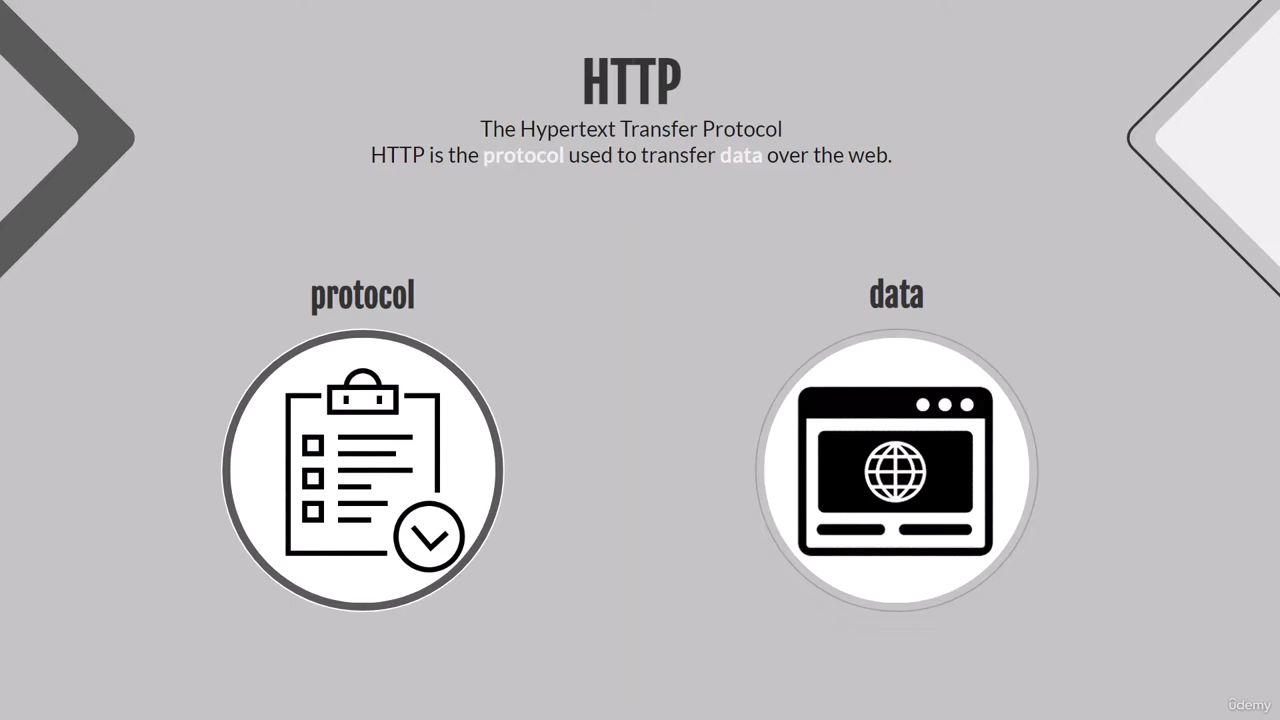 HTTP
The Hypertext Transfer Protocol
HTTP is the protocol used to transfer data over the web.
protocol
data
ûdemy